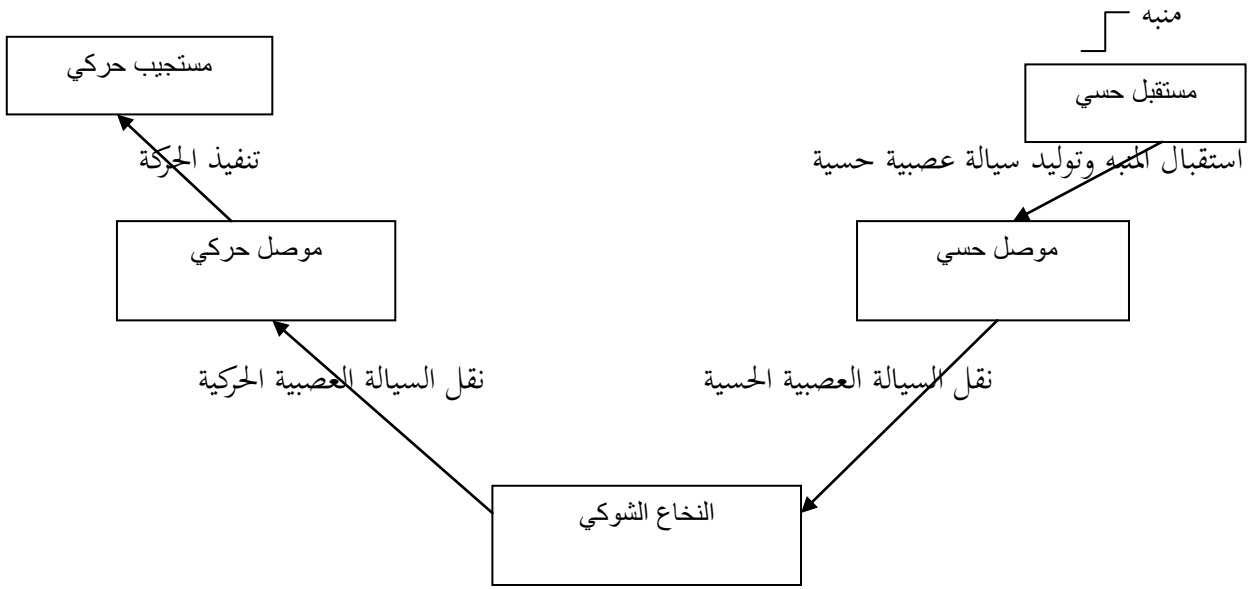 منبه
مستقبل حسي
مستجيب حركي
استقبال المنبه وتوليد سيالة عصبية حسية
تنفيذ الحركة
موصل حسي
موصل حركي
نقل السيالة العصبية الحسية
نقل السيالة العصبية الحركية
النخاع الشوكي